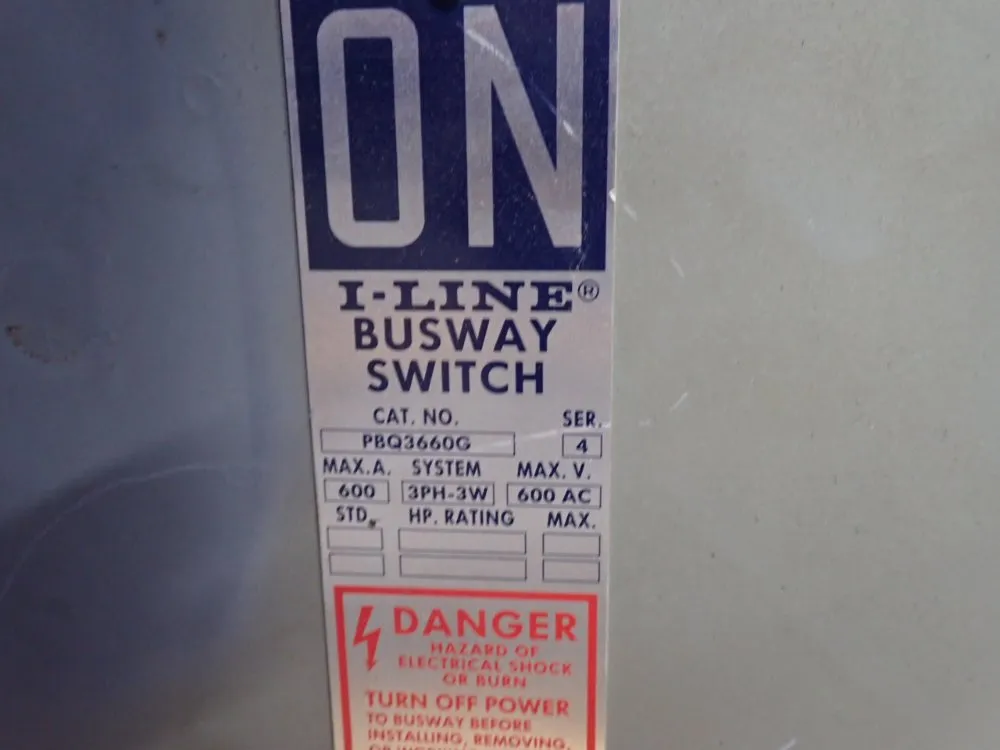 ON
I-LINE®
BUSWAY
SWITCH
CAT. NO. SER.
PBQ3660G 4
MAX.A. SYSTEM MAX. V.
600 3PH-3W 600 AC
STD. HP. RATING MAX.
DANGER
HAZARD OF
ELECTRICAL SHOCK
OR BURN
TURN OFF POWER
TO BUSWAY BEFORE
INSTALLING, REMOVING,